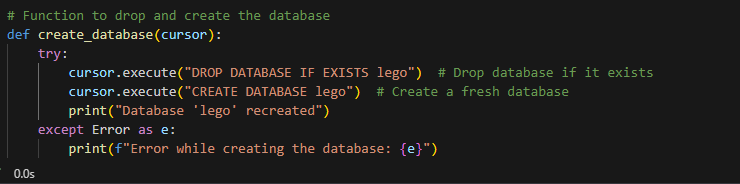 # Function to drop and create the database
def create_database(cursor):
    try:
        cursor.execute("DROP DATABASE IF EXISTS lego")  # Drop database if it exists
        cursor.execute("CREATE DATABASE lego")  # Create a fresh database
        print("Database 'lego' recreated")
    except Error as e:
        print(f"Error while creating the database: {e}")
0.0s